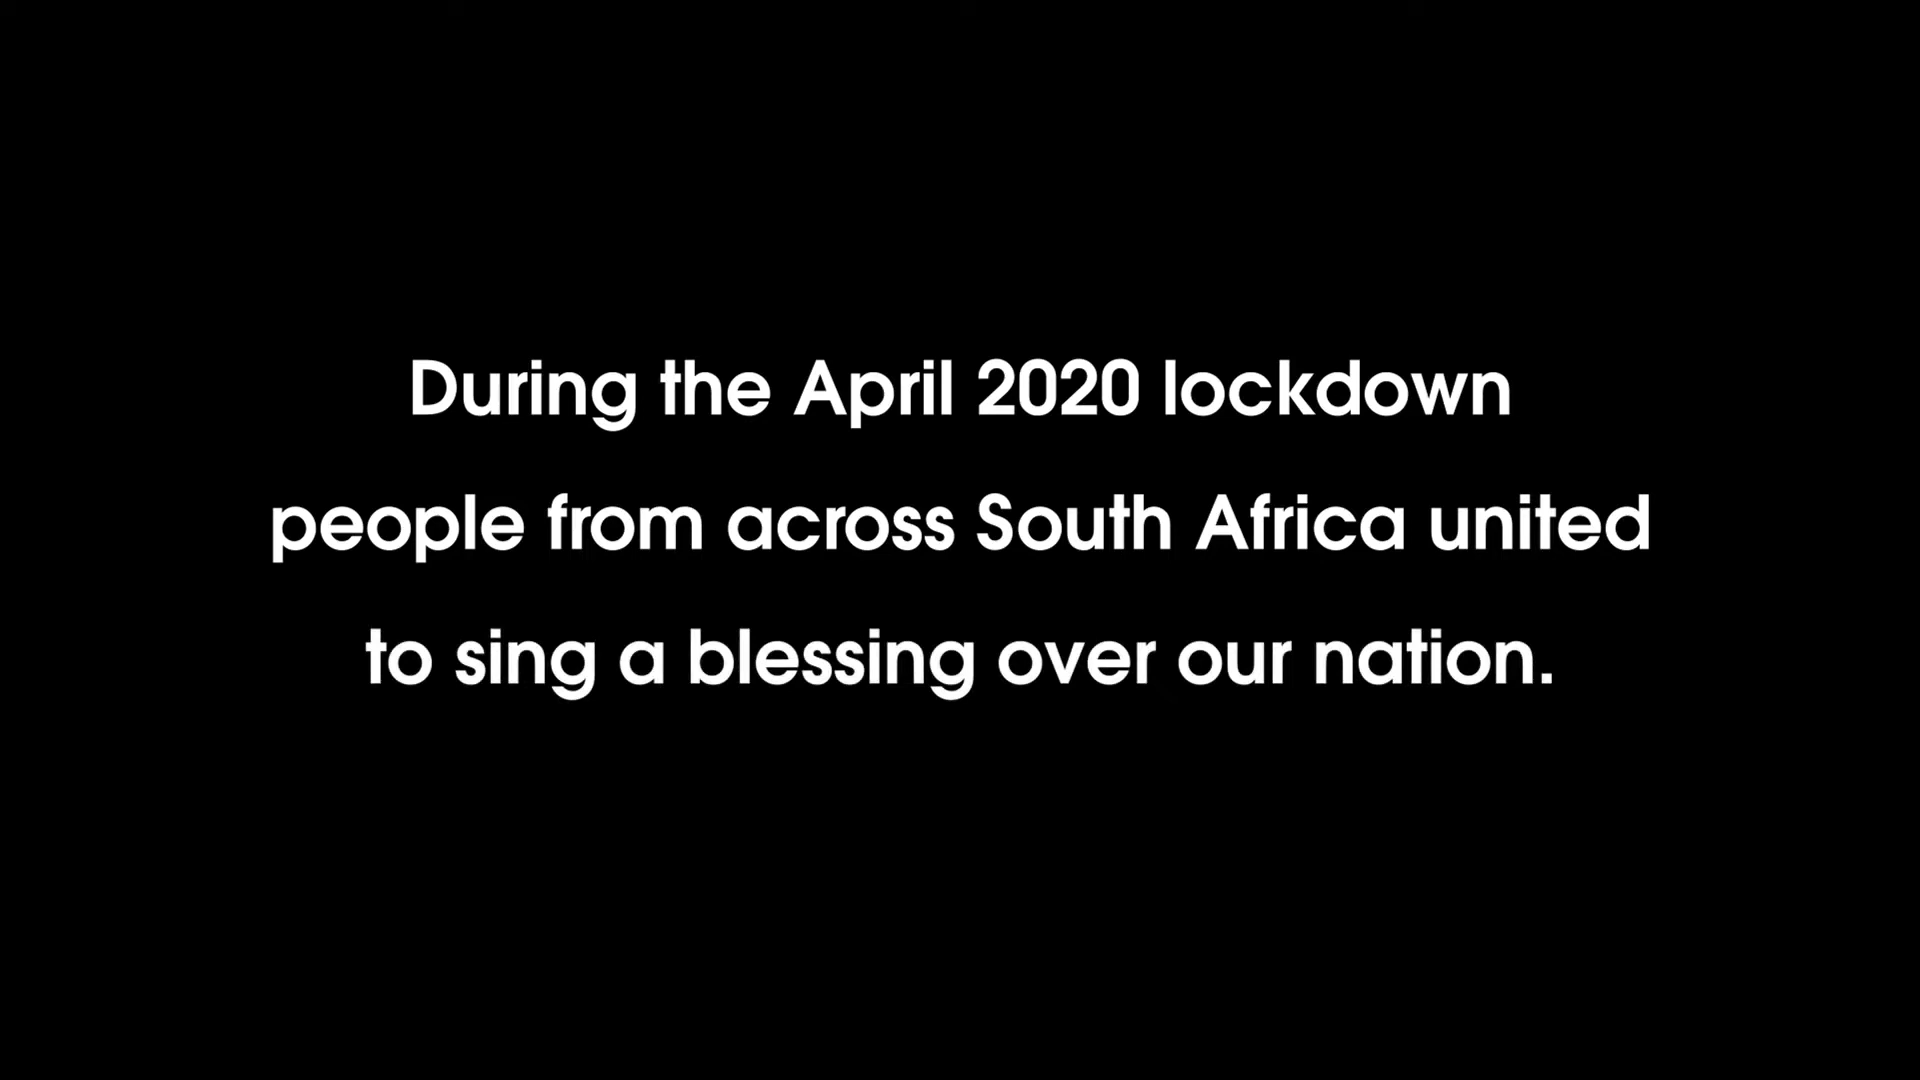 During the April 2020 lockdown
people from across South Africa united
to sing a blessing over our nation.